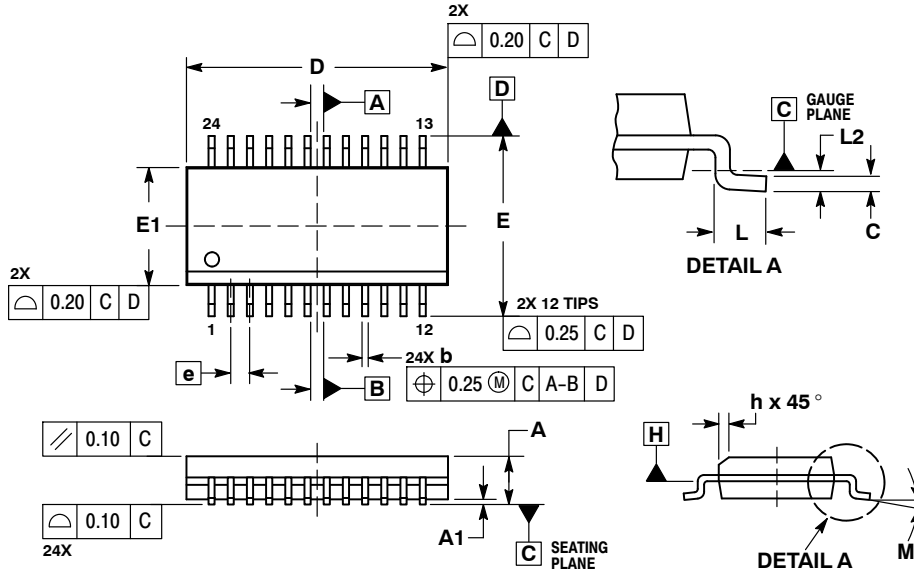 2X
⌓ 0.20 C D
D
A
D
24
13
C GAUGE PLANE
L2
E1
E
L
C
DETAIL A
2X
⌓ 0.20 C D
1
12
2X 12 TIPS
⌓ 0.25 C D
e
24X b
B
⌖ 0.25 Ⓜ C A-B D
h x 45°
// 0.10 C
A
H
⌓ 0.10 C
24X
A1
C SEATING PLANE
M
DETAIL A